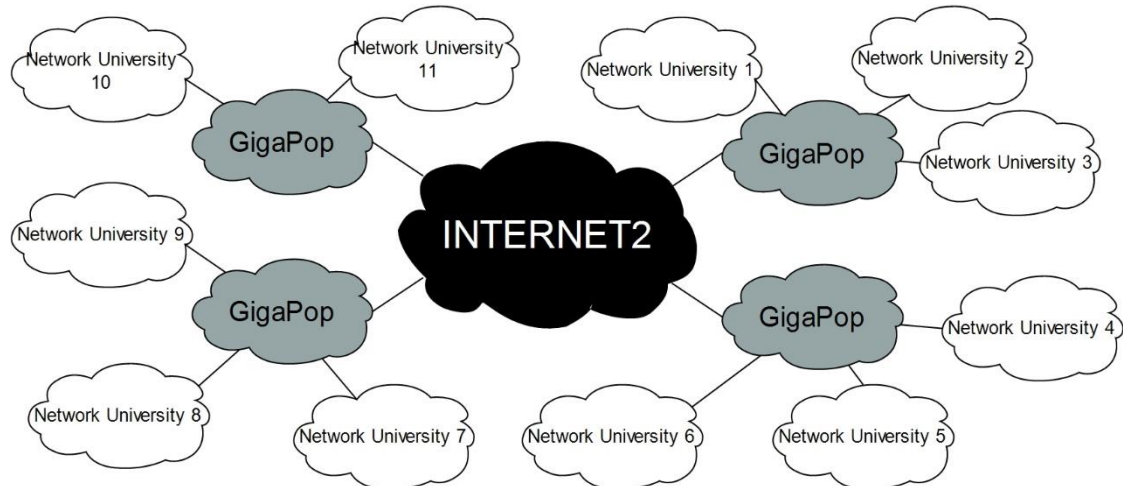 Network University
10
Network University
11
GigaPop
Network University 1
Network University 2
GigaPop
Network University 3
INTERNET2
Network University 9
GigaPop
Network University 8
Network University 7
GigaPop
Network University 4
Network University 6
Network University 5